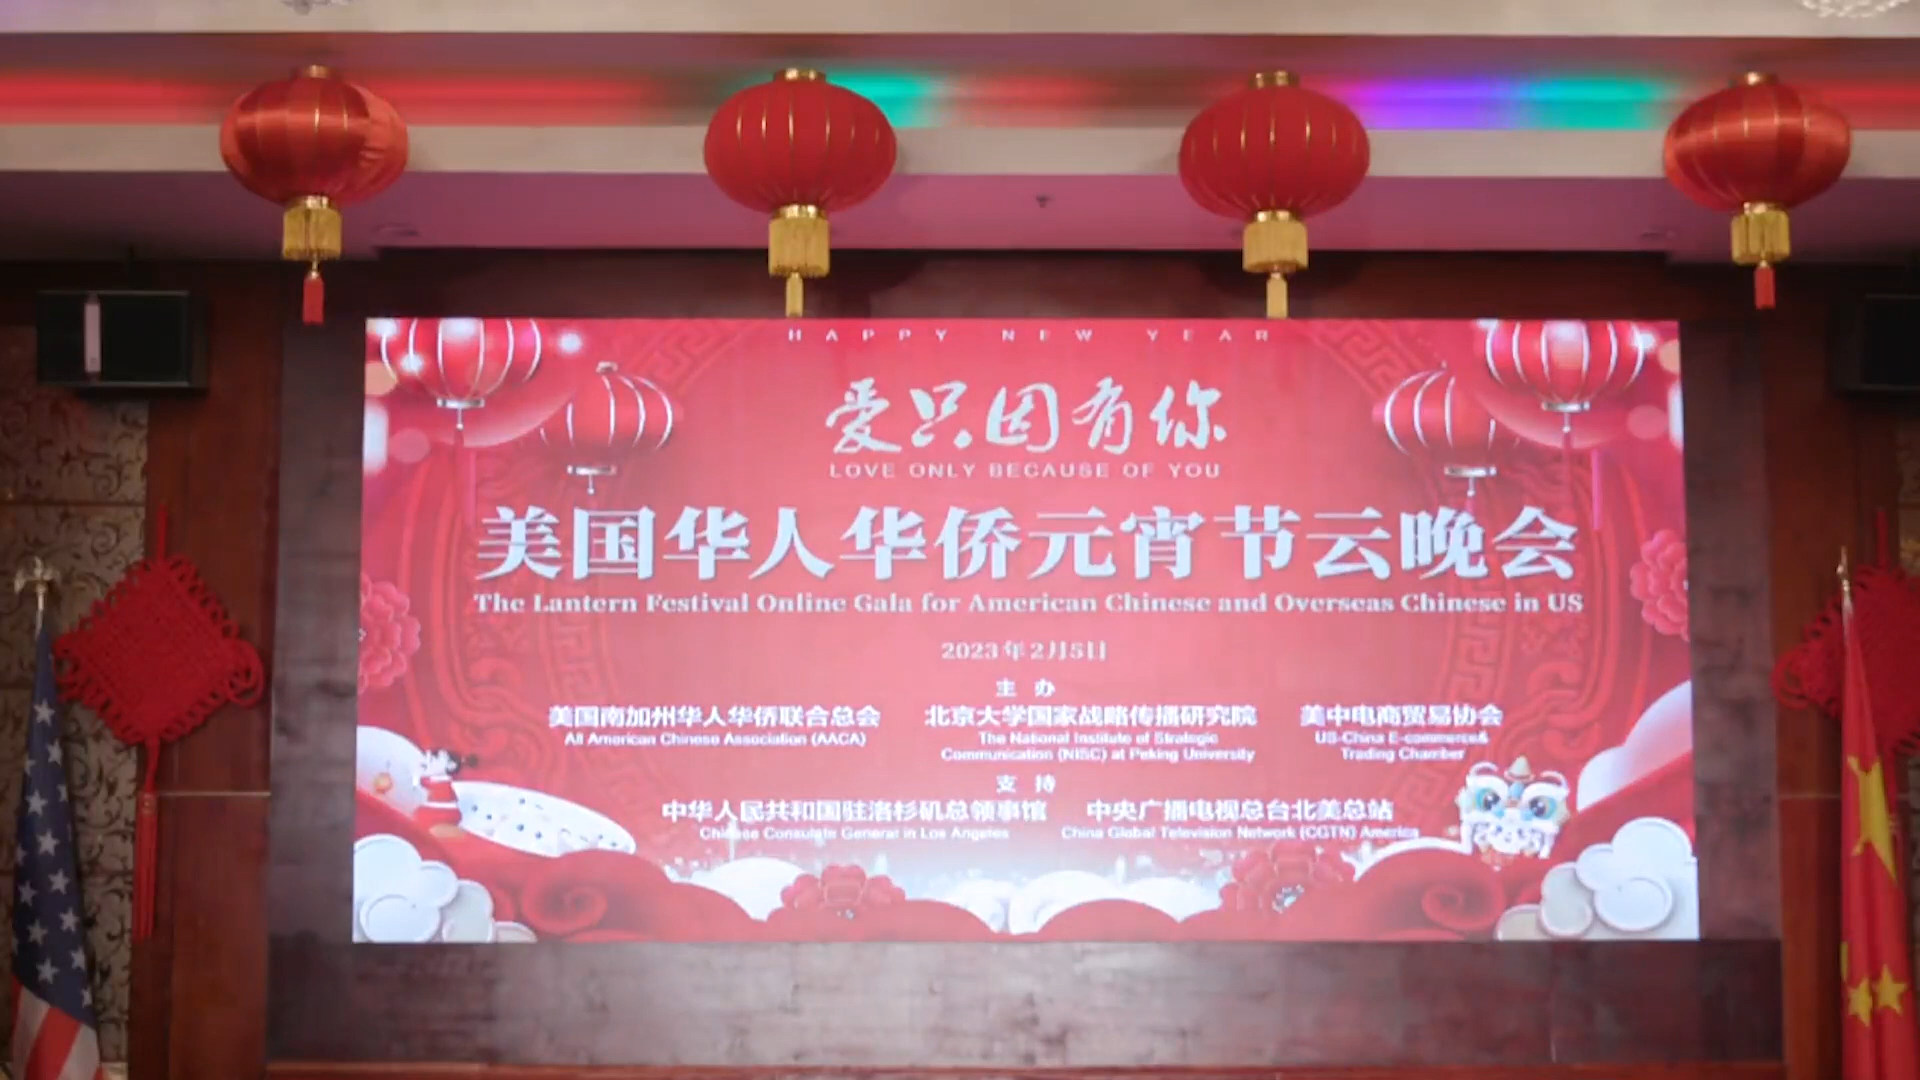 HAPPY NEW YEAR
爱只因有你
LOVE ONLY BECAUSE OF YOU
美国华人华侨元宵节云晚会
The Lantern Festival Online Gala for American Chinese and Overseas Chinese in US
2023年2月5日
主 办
美国南加州华人华侨联合总会 北京大学国家战略传播研究院 美中电商贸易协会
All American Chinese Association (AACA) The National Institute of Strategic US-China E-commerce&
Communication (NISC) at Peking University Trading Chamber
支 持
中华人民共和国驻洛杉矶总领事馆 中央广播电视总台北美总站
Chinese Consulate General in Los Angeles China Global Television Network (CGTN) America